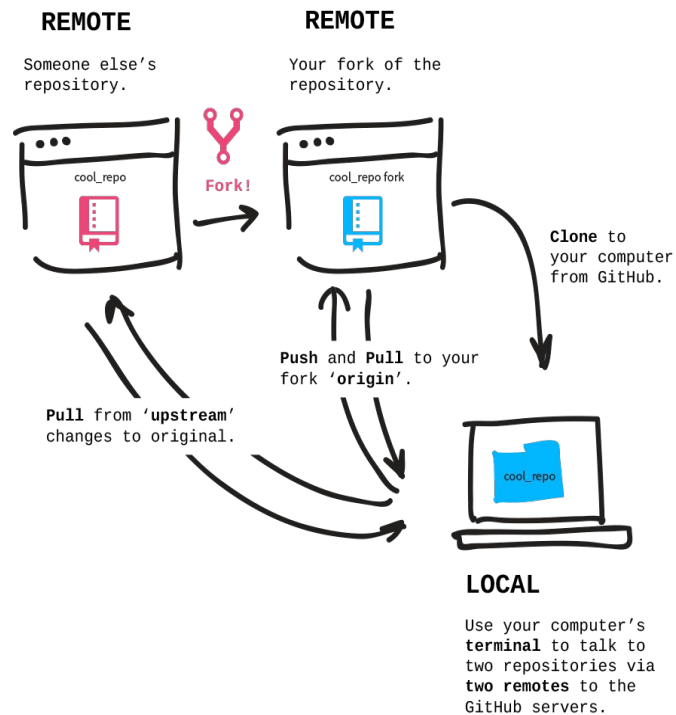 REMOTE
Someone else’s
repository.
cool_repo
Fork!
REMOTE
Your fork of the
repository.
cool_repo fork
Clone to
your computer
from GitHub.
Push and Pull to your
fork ‘origin’.
Pull from ‘upstream’
changes to original.
cool_repo
LOCAL
Use your computer’s
terminal to talk to
two repositories via
two remotes to the
GitHub servers.